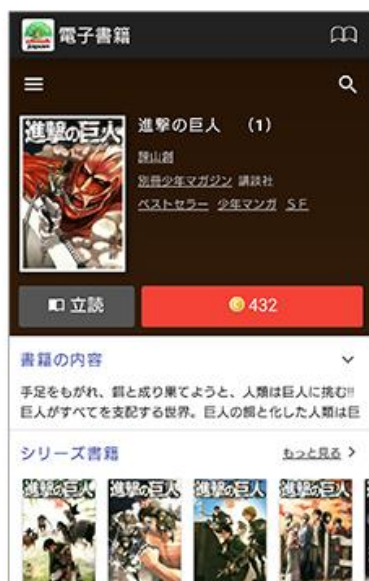 電子書籍
進撃の巨人
進撃の巨人 （1）
諫山創
別冊少年マガジン 講談社
ベストセラー 少年マンガ ＳＦ
立読
432
書籍の内容
手足をもがれ、餌と成り果てようと、人類は巨人に挑む!!
巨人がすべてを支配する世界。巨人の餌と化した人類は巨
シリーズ書籍
もっと見る
進撃の巨人
進撃の巨人
進撃の巨人
進撃の巨人